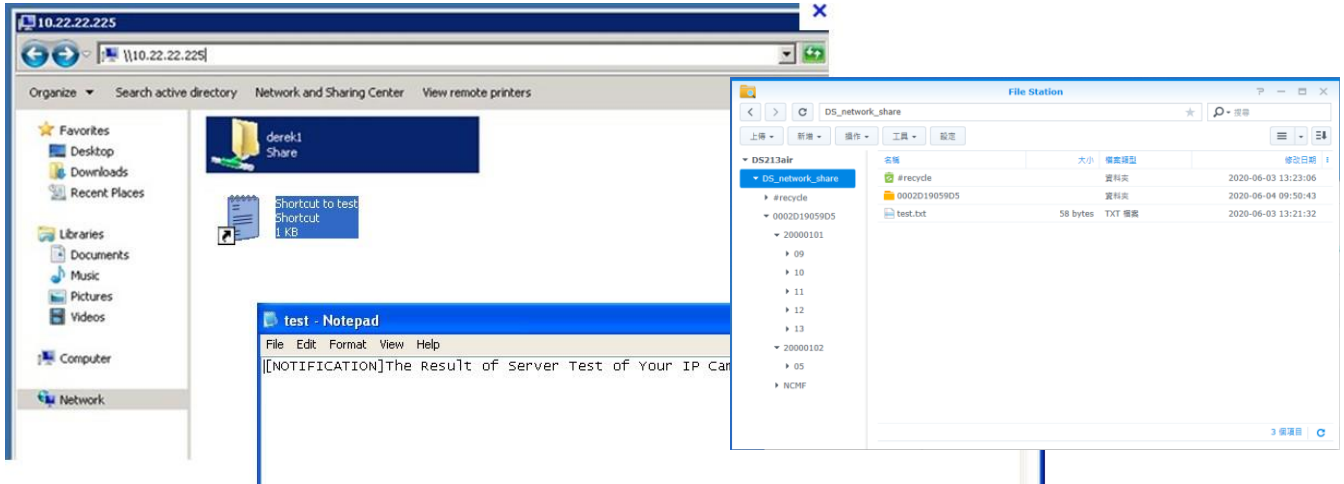 10.22.22.225
\\10.22.22.225
Organize
Search active directory
Network and Sharing Center
View remote printers
Favorites
Desktop
Downloads
Recent Places
Libraries
Documents
Music
Pictures
Videos
Computer
Network
derek1
Share
Shortcut to test
Shortcut
1 KB
test - Notepad
File Edit Format View Help
[NOTIFICATION]The Result of Server Test of Your IP Cam
File Station
DS_network_share
搜尋
上傳 新增 操作 工具 設定
DS213air
DS_network_share
#recycle
0002D19059D5
20000101
09
10
11
12
13
20000102
05
NCMF
名稱 大小 檔案類型 修改日期
#recycle 資料夾 2020-06-03 13:23:06
0002D19059D5 資料夾 2020-06-04 09:50:43
test.txt 58 bytes TXT 檔案 2020-06-03 13:21:32
3 個項目